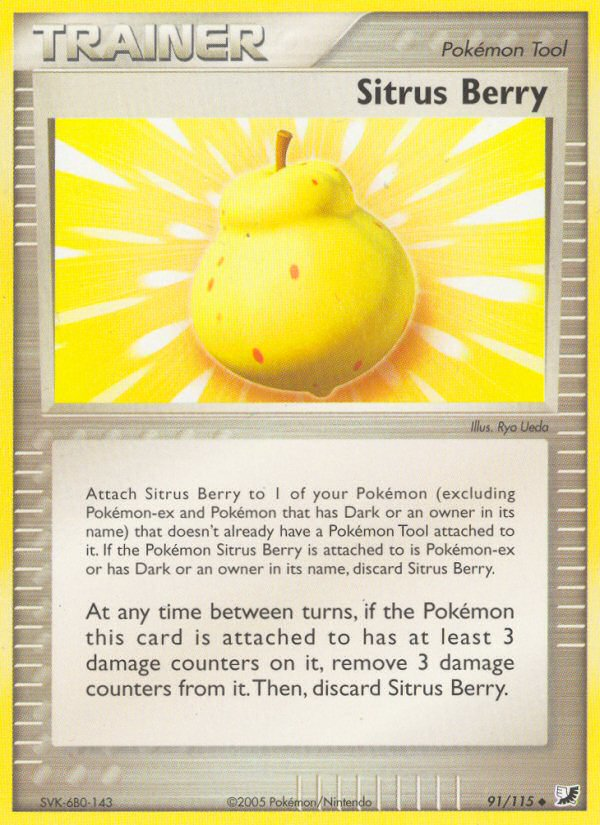 TRAINER
Pokémon Tool
Sitrus Berry
Illus. Ryo Ueda
Attach Sitrus Berry to 1 of your Pokémon (excluding
Pokémon-ex and Pokémon that has Dark or an owner in its
name) that doesn't already have a Pokémon Tool attached to
it. If the Pokémon Sitrus Berry is attached to is Pokémon-ex
or has Dark or an owner in its name, discard Sitrus Berry.
At any time between turns, if the Pokémon
this card is attached to has at least 3
damage counters on it, remove 3 damage
counters from it. Then, discard Sitrus Berry.
SVK-6B0-143
©2005 Pokémon/Nintendo
91/115